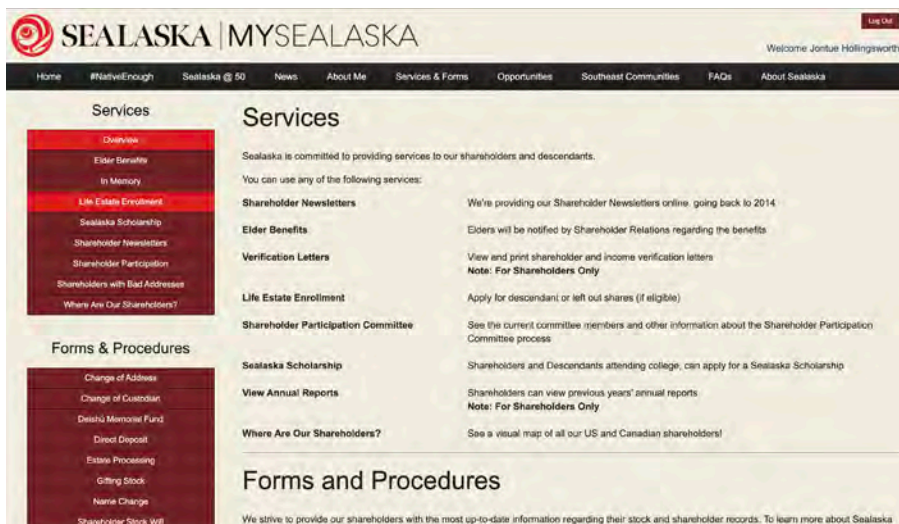 SEALASKA | MYSEALASKA
Log Out
Welcome Jontue Hollingsworth
Home #NativeEnough Sealaska @ 50 News About Me Services & Forms Opportunities Southeast Communities FAQs About Sealaska
Services
Overview
Elder Benefits
In Memory
Life Estate Enrollment
Sealaska Scholarship
Shareholder Newsletters
Shareholder Participation
Shareholders with Bad Addresses
Where Are Our Shareholders?
Forms & Procedures
Change of Address
Change of Custodian
Deishú Memorial Fund
Direct Deposit
Estate Processing
Gifting Stock
Name Change
Shareholder Stock Will
Services
Sealaska is committed to providing services to our shareholders and descendants.
You can use any of the following services:
Shareholder Newsletters We're providing our Shareholder Newsletters online. going back to 2014
Elder Benefits Elders will be notified by Shareholder Relations regarding the benefits
Verification Letters View and print shareholder and income verification letters
Note: For Shareholders Only
Life Estate Enrollment Apply for descendant or left out shares (if eligible)
Shareholder Participation Committee See the current committee members and other information about the Shareholder Participation
Committee process
Sealaska Scholarship Shareholders and Descendants attending college, can apply for a Sealaska Scholarship
View Annual Reports Shareholders can view previous years' annual reports
Note: For Shareholders Only
Where Are Our Shareholders? See a visual map of all our US and Canadian shareholders!
Forms and Procedures
We strive to provide our shareholders with the most up-to-date information regarding their stock and shareholder records. To learn more about Sealaska